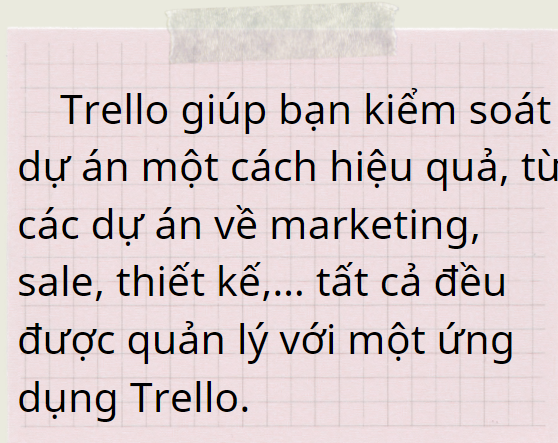 Trello giúp bạn kiểm soát
dự án một cách hiệu quả, từ
các dự án về marketing,
sale, thiết kế,... tất cả đều
được quản lý với một ứng
dụng Trello.